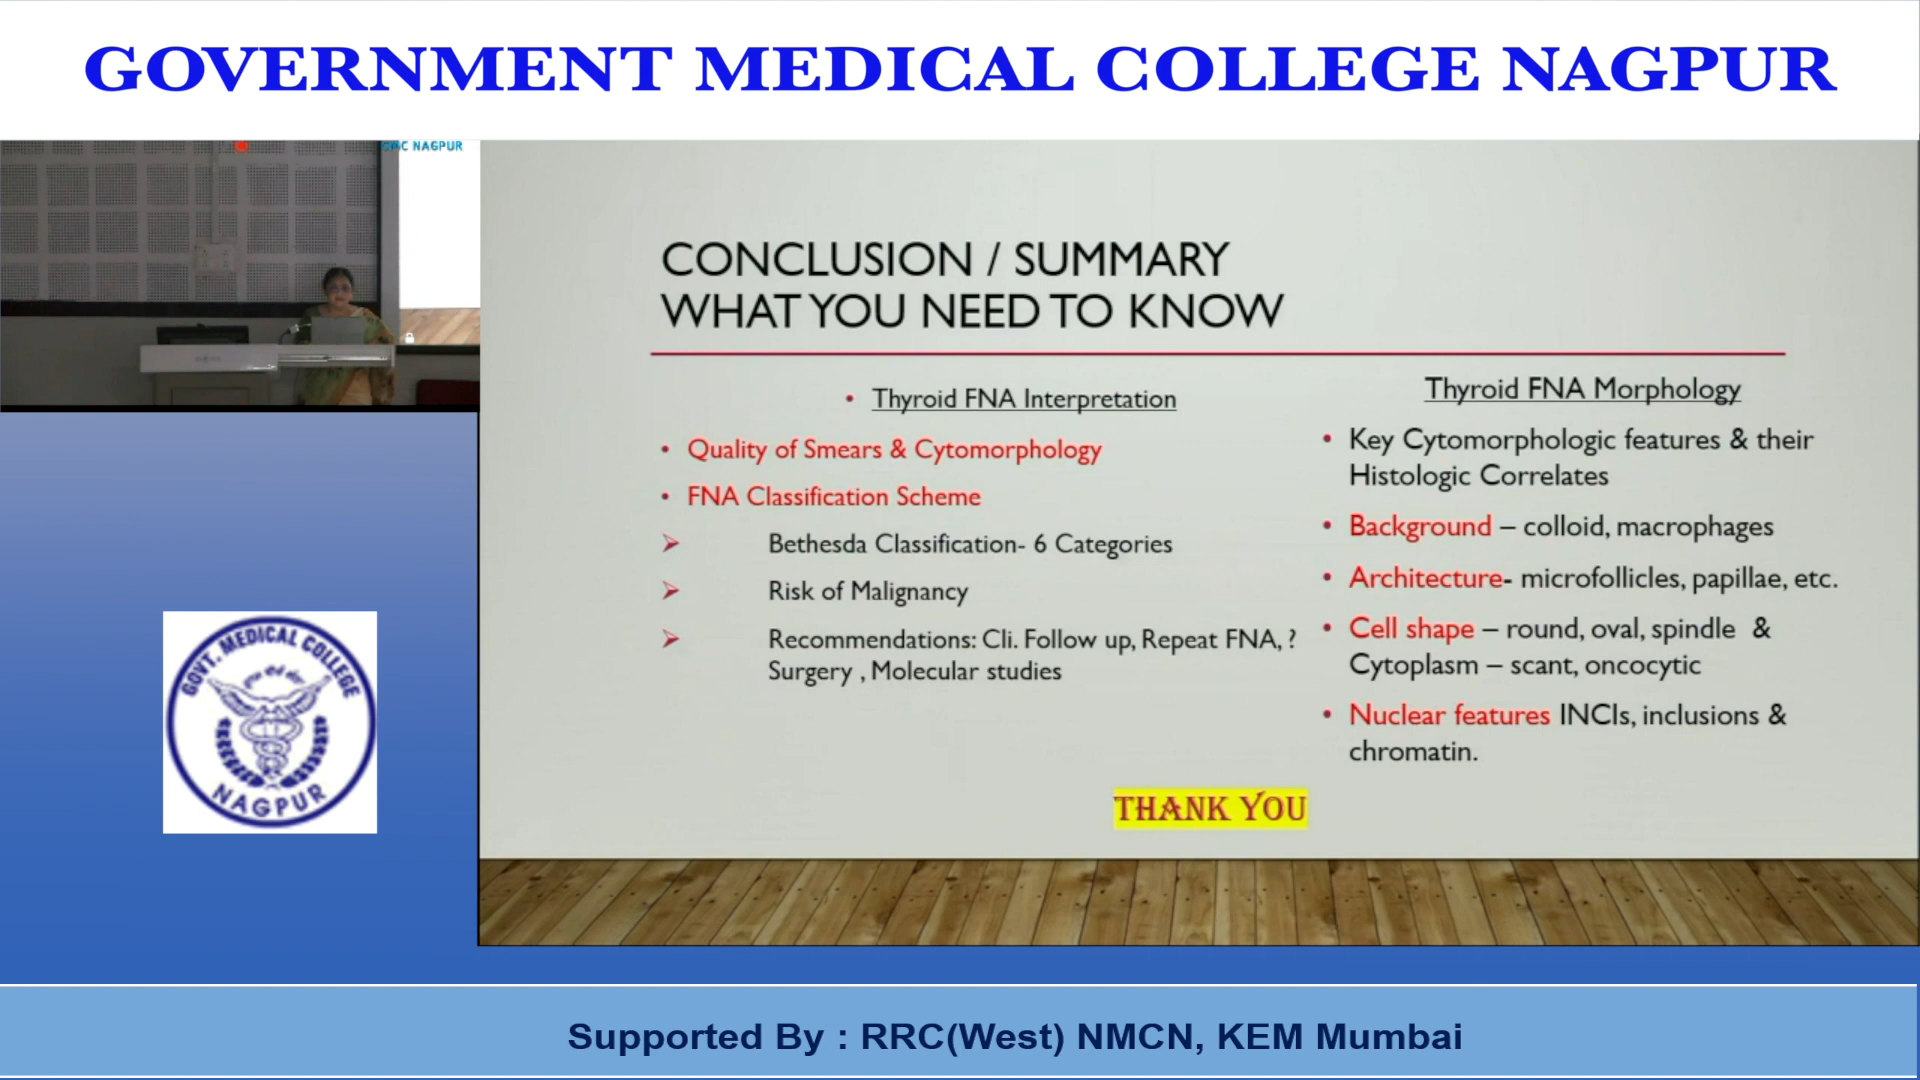 GOVERNMENT MEDICAL COLLEGE NAGPUR
GMC NAGPUR
CONCLUSION / SUMMARY
WHAT YOU NEED TO KNOW
• Thyroid FNA Interpretation
• Quality of Smears & Cytomorphology
• FNA Classification Scheme
➢ Bethesda Classification- 6 Categories
➢ Risk of Malignancy
➢ Recommendations: Cli. Follow up, Repeat FNA, ?
Surgery , Molecular studies
Thyroid FNA Morphology
• Key Cytomorphologic features & their
Histologic Correlates
• Background – colloid, macrophages
• Architecture- microfollicles, papillae, etc.
• Cell shape – round, oval, spindle &
Cytoplasm – scant, oncocytic
• Nuclear features INCIs, inclusions &
chromatin.
THANK YOU
GOVT. MEDICAL COLLEGE
NAGPUR
Supported By : RRC(West) NMCN, KEM Mumbai